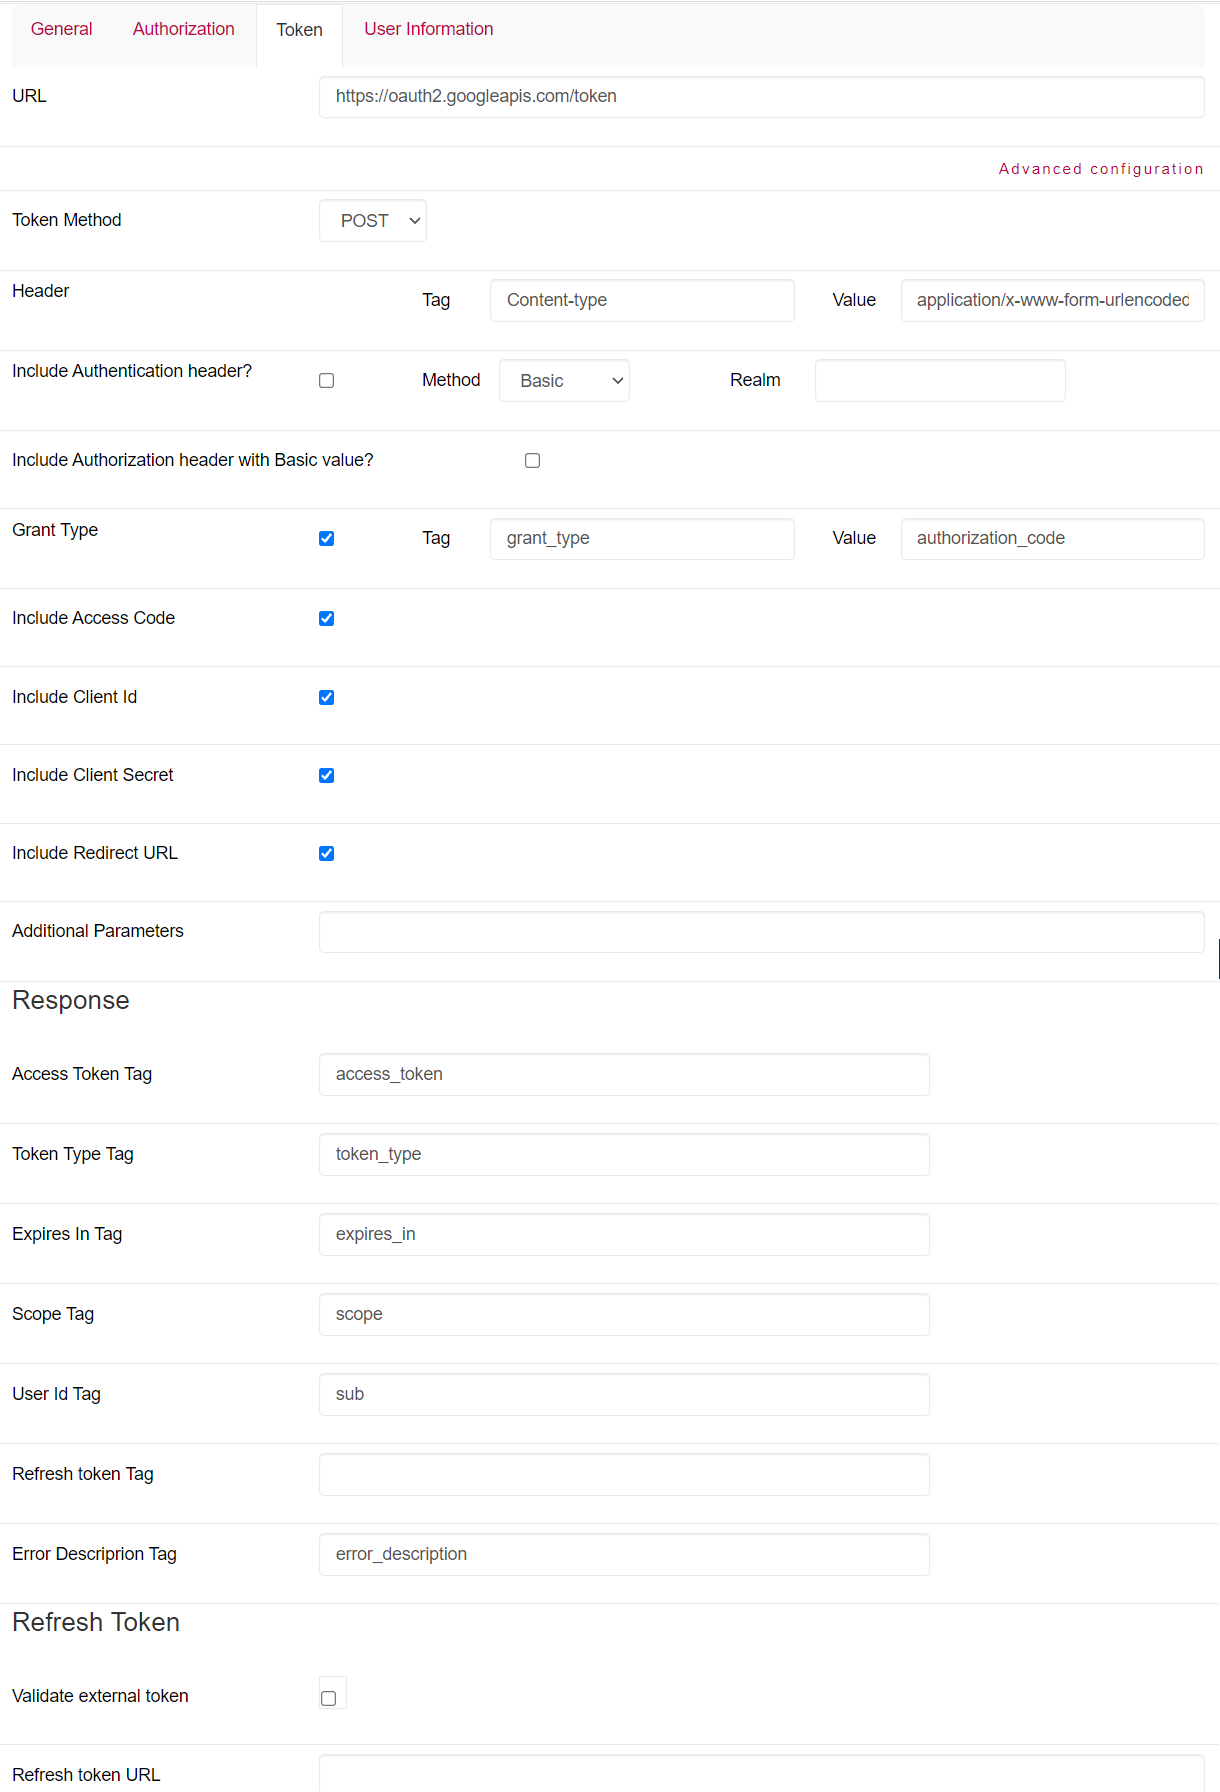 General Authorization Token User Information
URL https://oauth2.googleapis.com/token
Advanced configuration
Token Method POST
Header Tag Content-type Value application/x-www-form-urlencoded
Include Authentication header? Method Basic Realm
Include Authorization header with Basic value?
Grant Type Tag grant_type Value authorization_code
Include Access Code
Include Client Id
Include Client Secret
Include Redirect URL
Additional Parameters
Response
Access Token Tag access_token
Token Type Tag token_type
Expires In Tag expires_in
Scope Tag scope
User Id Tag sub
Refresh token Tag
Error Descriprion Tag error_description
Refresh Token
Validate external token
Refresh token URL